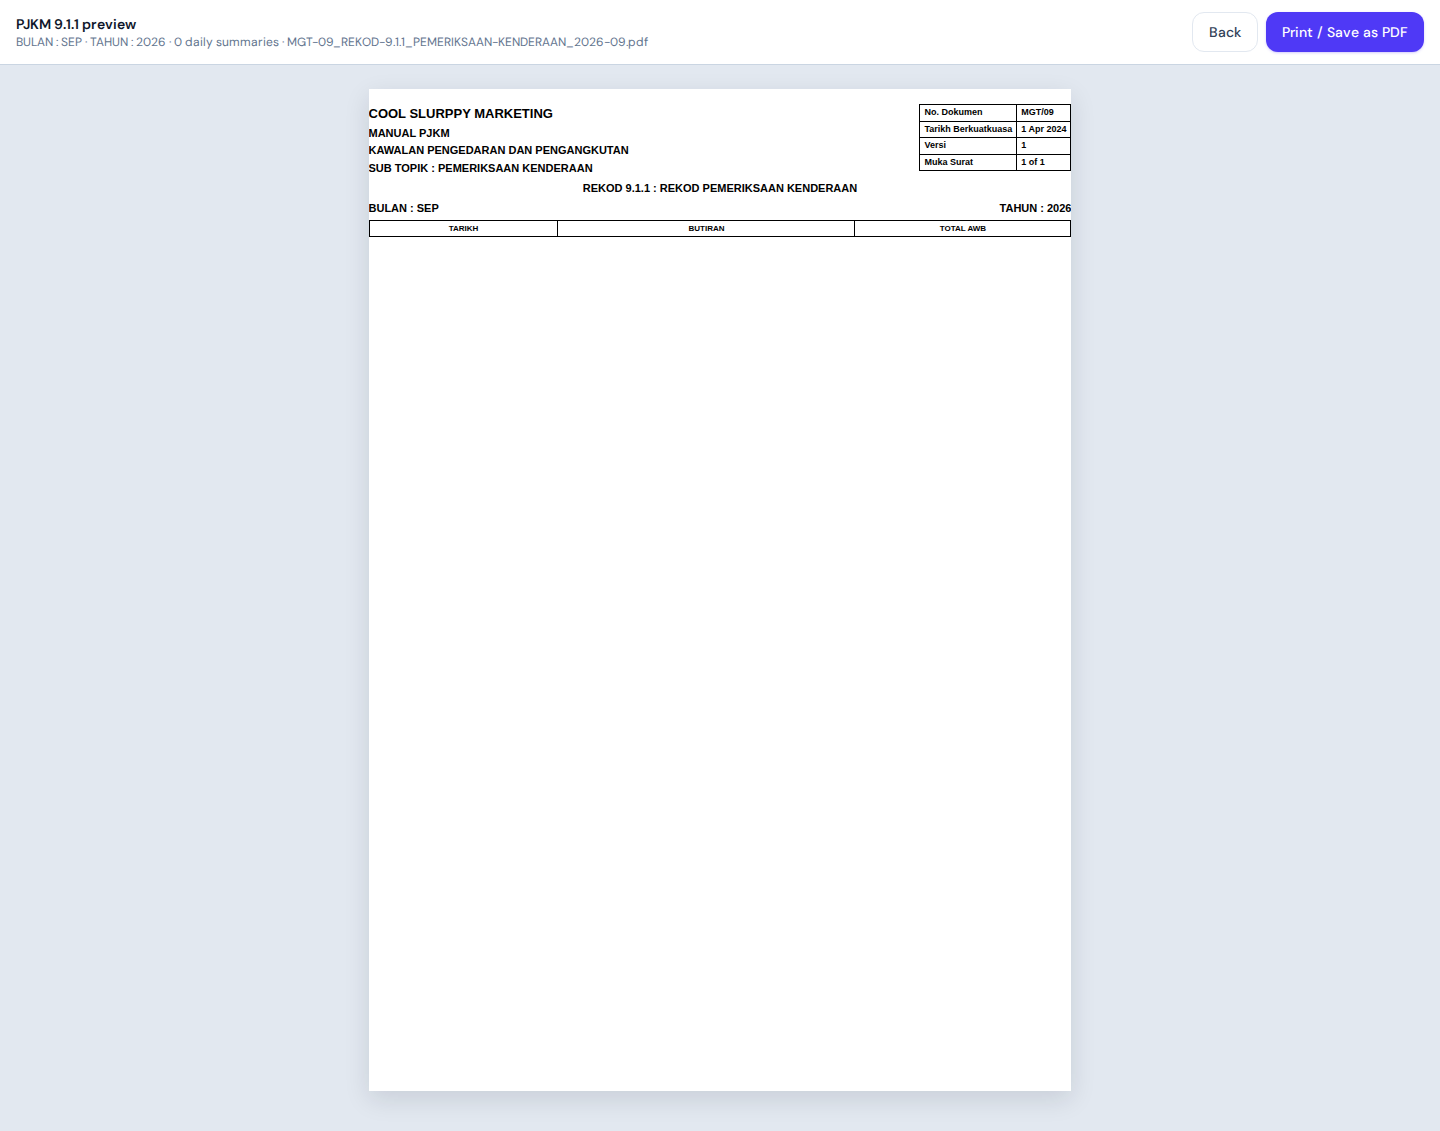 PJKM 9.1.1 preview
BULAN : SEP · TAHUN : 2026 · 0 daily summaries · MGT-09_REKOD-9.1.1_PEMERIKSAAN-KENDERAAN_2026-09.pdf
Back
Print / Save as PDF
COOL SLURPPY MARKETING
MANUAL PJKM
KAWALAN PENGEDARAN DAN PENGANGKUTAN
SUB TOPIK : PEMERIKSAAN KENDERAAN
No. Dokumen MGT/09
Tarikh Berkuatkuasa 1 Apr 2024
Versi 1
Muka Surat 1 of 1
REKOD 9.1.1 : REKOD PEMERIKSAAN KENDERAAN
BULAN : SEP TAHUN : 2026
TARIKH BUTIRAN TOTAL AWB